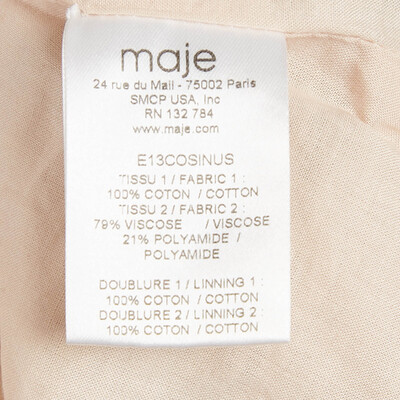 maje
24 rue du Mail - 75002 Paris
SMCP USA, Inc
RN 132 784
www.maje.com
E13COSINUS
TISSU 1 / FABRIC 1 :
100% COTON / COTTON
TISSU 2 / FABRIC 2 :
79% VISCOSE / VISCOSE
21% POLYAMIDE /
POLYAMIDE
DOUBLURE 1 / LINNING 1 :
100% COTON / COTTON
DOUBLURE 2 / LINNING 2 :
100% COTON / COTTON